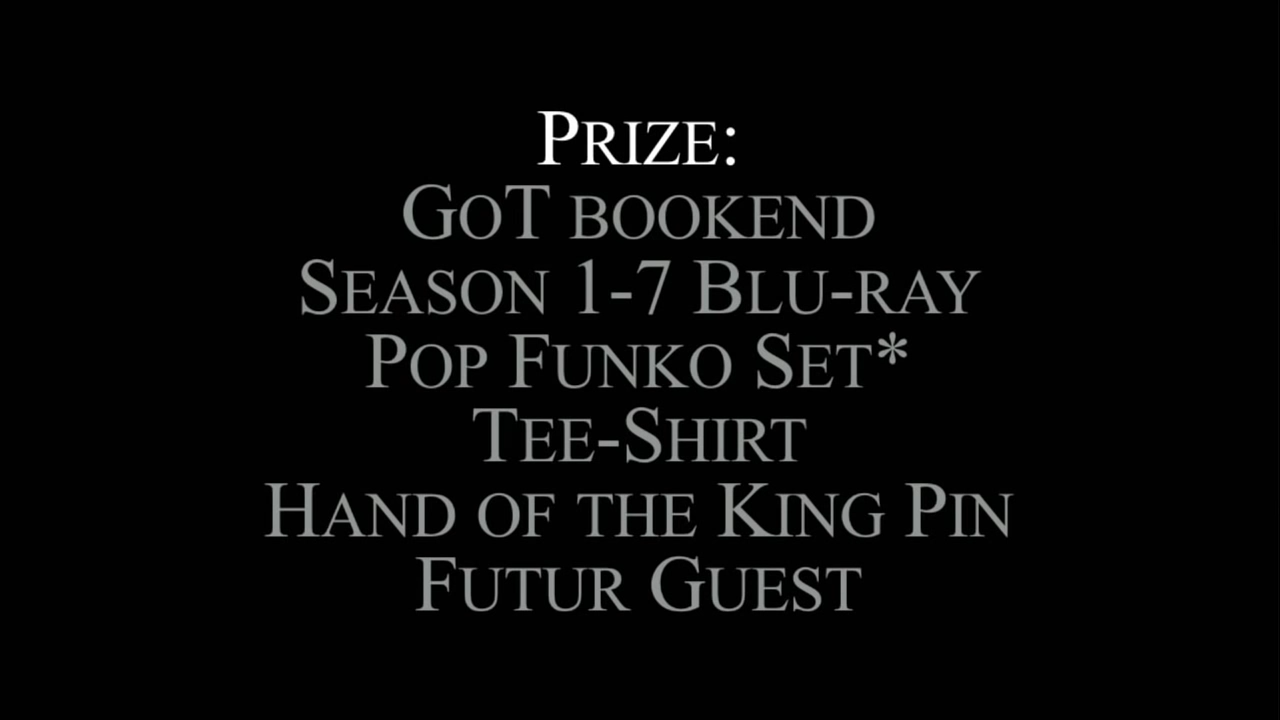 Prize:
GoT bookend
Season 1-7 Blu-ray
Pop Funko Set*
Tee-Shirt
Hand of the King Pin
Futur Guest